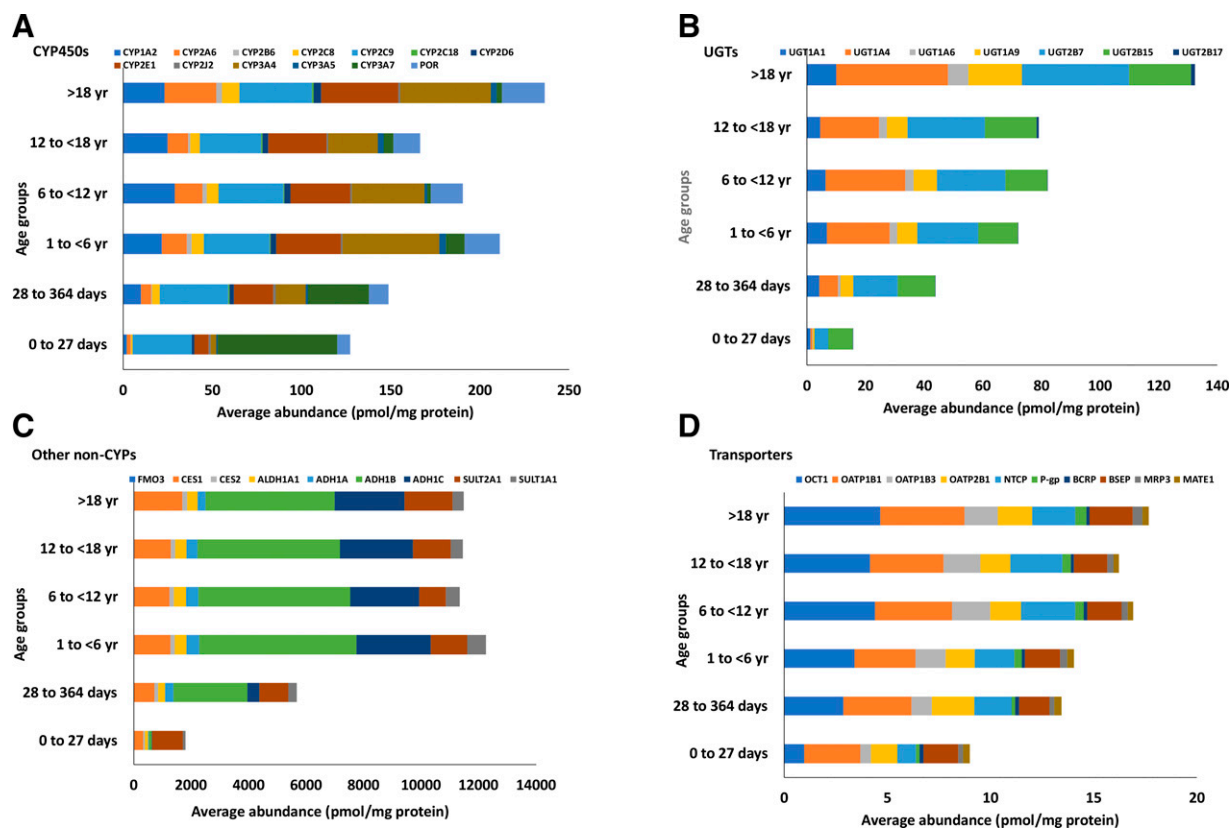 A
CYP450s
CYP1A2 CYP2A6 CYP2B6 CYP2C8 CYP2C9 CYP2C18 CYP2D6
CYP2E1 CYP2J2 CYP3A4 CYP3A5 CYP3A7 POR
Age groups
>18 yr
12 to <18 yr
6 to <12 yr
1 to <6 yr
28 to 364 days
0 to 27 days
0 50 100 150 200 250
Average abundance (pmol/mg protein)
B
UGTs
UGT1A1 UGT1A4 UGT1A6 UGT1A9 UGT2B7 UGT2B15 UGT2B17
Age groups
>18 yr
12 to <18 yr
6 to <12 yr
1 to <6 yr
28 to 364 days
0 to 27 days
0 20 40 60 80 100 120 140
Average abundance (pmol/mg protein)
C
Other non-CYPs
FMO3 CES1 CES2 ALDH1A1 ADH1A ADH1B ADH1C SULT2A1 SULT1A1
Age groups
>18 yr
12 to <18 yr
6 to <12 yr
1 to <6 yr
28 to 364 days
0 to 27 days
0 2000 4000 6000 8000 10000 12000 14000
Average abundance (pmol/mg protein)
D
Transporters
OCT1 OATP1B1 OATP1B3 OATP2B1 NTCP P-gp BCRP BSEP MRP3 MATE1
Age groups
>18 yr
12 to <18 yr
6 to <12 yr
1 to <6 yr
28 to 364 days
0 to 27 days
0 5 10 15 20
Average abundance (pmol/mg protein)